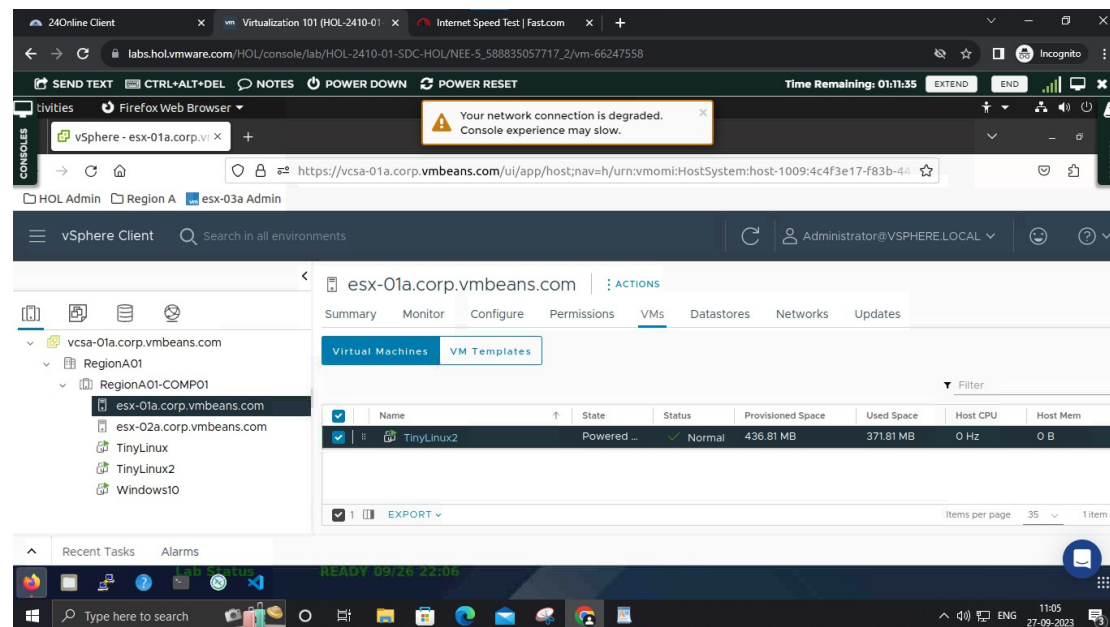 24Online Client
Virtualization 101 (HOL-2410-01-
Internet Speed Test | Fast.com
labs.hol.vmware.com/HOL/console/lab/HOL-2410-01-SDC-HOL/NEE-5_588835057717_2/vm-66247558
Incognito
SEND TEXT CTRL+ALT+DEL NOTES POWER DOWN POWER RESET
Time Remaining: 01:11:35 EXTEND END
tivities Firefox Web Browser
CONSOLES
Your network connection is degraded.
Console experience may slow.
vSphere - esx-01a.corp.vr
https://vcsa-01a.corp.vmbeans.com/ui/app/host;nav=h/urn:vmomi:HostSystem:host-1009:4c4f3e17-f83b-44
HOL Admin Region A esx-03a Admin
vSphere Client Search in all environments Administrator@VSPHERE.LOCAL
esx-01a.corp.vmbeans.com ACTIONS
Summary Monitor Configure Permissions VMs Datastores Networks Updates
vcsa-01a.corp.vmbeans.com
RegionA01
RegionA01-COMP01
esx-01a.corp.vmbeans.com
esx-02a.corp.vmbeans.com
TinyLinux
TinyLinux2
Windows10
Virtual Machines VM Templates
Filter
Name State Status Provisioned Space Used Space Host CPU Host Mem
TinyLinux2 Powered ... Normal 436.81 MB 371.81 MB 0 Hz 0 B
1 EXPORT Items per page 35 1 item
Recent Tasks Alarms
Lab Status READY 09/26 22:06
Type here to search
ENG
11:05
27-09-2023